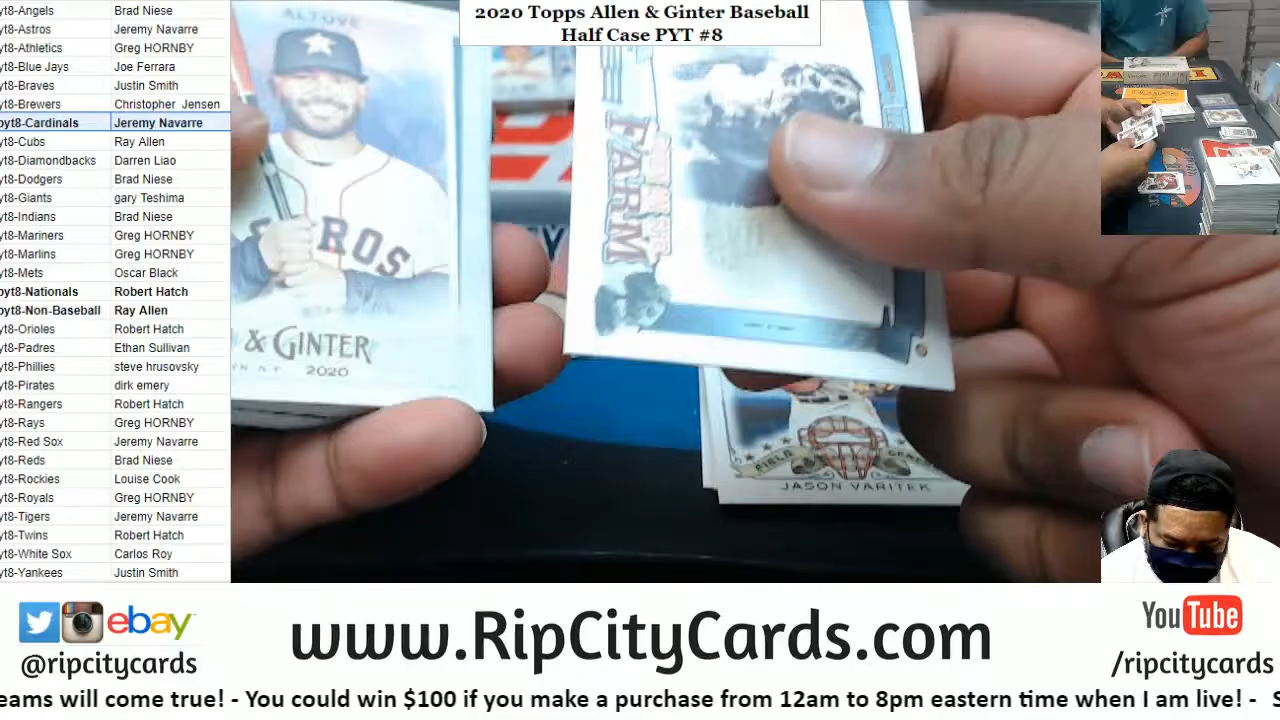 yt8-Angels Brad Niese
yt8-Astros Jeremy Navarre
yt8-Athletics Greg HORNBY
yt8-Blue Jays Joe Ferrara
yt8-Braves Justin Smith
yt8-Brewers Christopher Jensen
pyt8-Cardinals Jeremy Navarre
yt8-Cubs Ray Allen
yt8-Diamondbacks Darren Liao
yt8-Dodgers Brad Niese
yt8-Giants gary Teshima
yt8-Indians Brad Niese
yt8-Mariners Greg HORNBY
yt8-Marlins Greg HORNBY
yt8-Mets Oscar Black
pyt8-Nationals Robert Hatch
pyt8-Non-Baseball Ray Allen
yt8-Orioles Robert Hatch
yt8-Padres Ethan Sullivan
yt8-Phillies steve hrusovsky
yt8-Pirates dirk emery
yt8-Rangers Robert Hatch
yt8-Rays Greg HORNBY
yt8-Red Sox Jeremy Navarre
yt8-Reds Brad Niese
yt8-Rockies Louise Cook
yt8-Royals Greg HORNBY
yt8-Tigers Jeremy Navarre
yt8-Twins Robert Hatch
yt8-White Sox Carlos Roy
yt8-Yankees Justin Smith
2020 Topps Allen & Ginter Baseball
Half Case PYT #8
ALTUVE
ROS
& GINTER
2020
FARM
FIELD
JASON VARITEK
ebay
@ripcitycards
www.RipCityCards.com
YouTube
/ripcitycards
eams will come true! - You could win $100 if you make a purchase from 12am to 8pm eastern time when I am live! - S